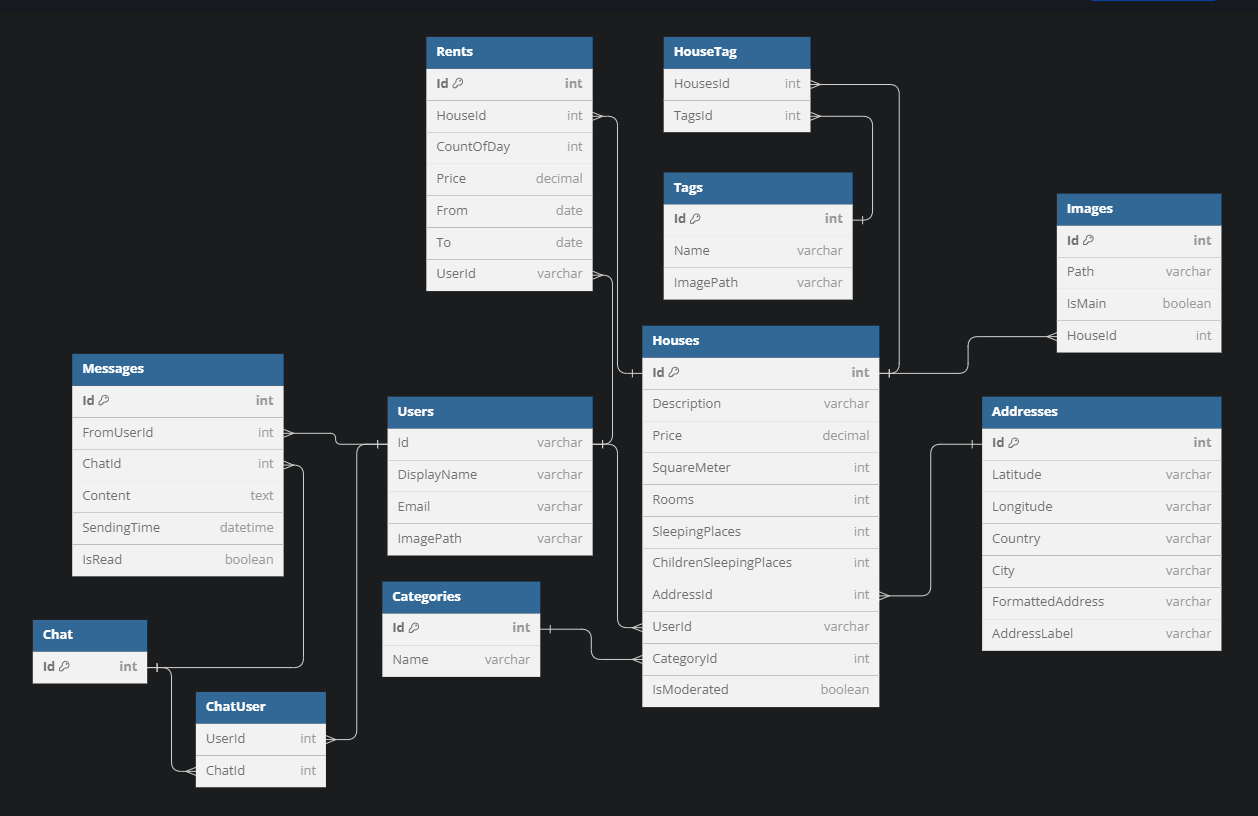 Rents
Id int
HouseId int
CountOfDay int
Price decimal
From date
To date
UserId varchar
HouseTag
HousesId int
TagsId int
Tags
Id int
Name varchar
ImagePath varchar
Images
Id int
Path varchar
IsMain boolean
HouseId int
Houses
Id int
Description varchar
Price decimal
SquareMeter int
Rooms int
SleepingPlaces int
ChildrenSleepingPlaces int
AddressId int
UserId varchar
CategoryId int
IsModerated boolean
Messages
Id int
FromUserId int
ChatId int
Content text
SendingTime datetime
IsRead boolean
Users
Id varchar
DisplayName varchar
Email varchar
ImagePath varchar
Addresses
Id int
Latitude varchar
Longitude varchar
Country varchar
City varchar
FormattedAddress varchar
AddressLabel varchar
Categories
Id int
Name varchar
Chat
Id int
ChatUser
UserId int
ChatId int